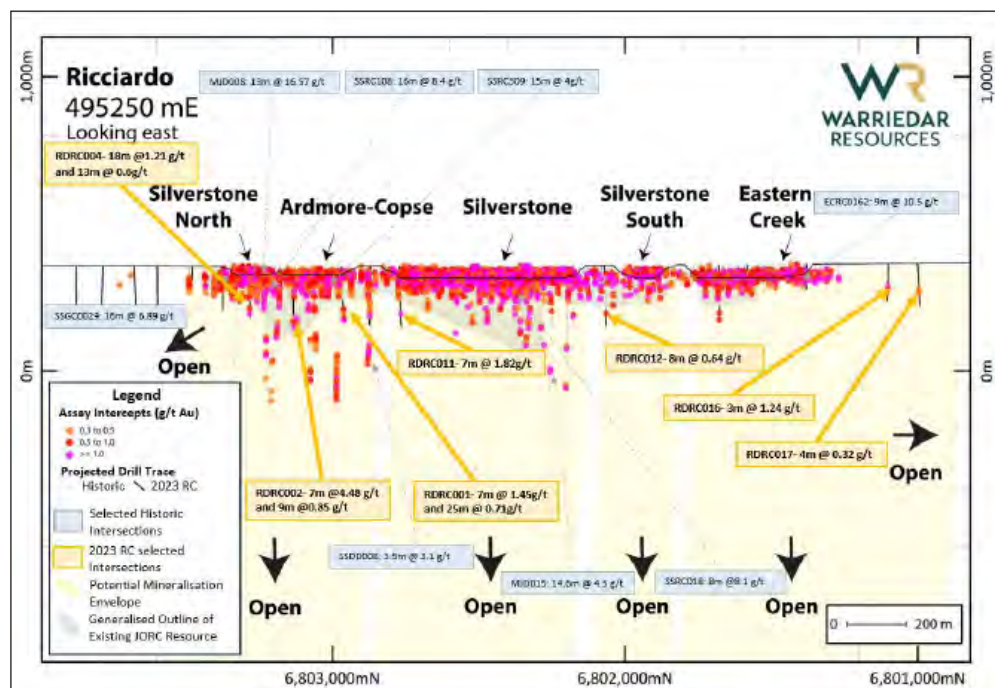 Ricciardo
495250 mE
Looking east
1,000m
1,000m
MJD008: 13m @ 16.57 g/t
SSRC108: 16m @ 8.4 g/t
SSRC309: 15m @ 4g/t
WARRIEDAR
RESOURCES
RDRC004- 18m @1.21 g/t
and 13m @ 0.6g/t
Silverstone
North
Ardmore-Copse
Silverstone
Silverstone
South
Eastern
Creek
ECRC0162: 9m @ 10.5 g/t
SSGC0029: 16m @ 6.89 g/t
Open
0m
0m
RDRC011- 7m @ 1.82g/t
RDRC012- 8m @ 0.64 g/t
RDRC016- 3m @ 1.24 g/t
RDRC017- 4m @ 0.32 g/t
Open
Legend
Assay Intercepts (g/t Au)
0.3 to 0.5
0.5 to 1.0
>= 1.0
Projected Drill Trace
Historic
2023 RC
Selected Historic
Intersections
2023 RC selected
Intersections
Potential Mineralisation
Envelope
Generalised Outline of
Existing JORC Resource
RDRC002- 7m @4.48 g/t
and 9m @0.85 g/t
RDRC001- 7m @ 1.45g/t
and 25m @ 0.71g/t
SSDD008: 3.5m @ 3.1 g/t
MJD015: 14.6m @ 4.5 g/t
SSRC018: 8m @8.1 g/t
Open
Open
Open
Open
0
200 m
6,803,000mN
6,802,000mN
6,801,000mN